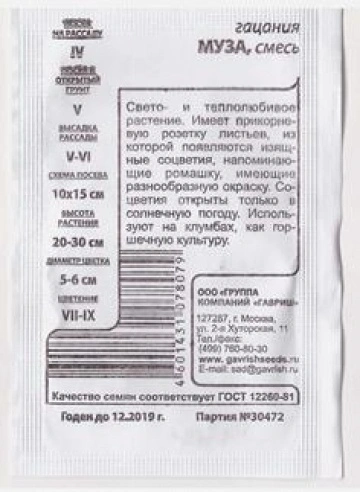 гацания
МУЗА, смесь
ПОСЕВ
НА РАССАДУ
IV
ПОСЕВ В
ОТКРЫТЫЙ
ГРУНТ
V
ВЫСАДКА
РАССАДЫ
V-VI
СХЕМА ПОСЕВА
10x15 см
ВЫСОТА
РАСТЕНИЯ
20-30 см
ДИАМЕТР ЦВЕТКА
5-6 см
ЦВЕТЕНИЕ
VII-IX
Свето- и теплолюбивое
растение. Имеет прикорне-
вую розетку листьев, из
которой появляются изящ-
ные соцветия, напоминаю-
щие ромашку, имеющие
разнообразную окраску. Со-
цветия открыты только в
солнечную погоду. Исполь-
зуют на клумбах, как гор-
шечную культуру.
4601431078079
ООО «ГРУППА
КОМПАНИЙ «ГАВРИШ»
127287, г. Москва,
ул. 2-я Хуторская, 11
Тел./факс:
(499) 760-80-30
www.gavrishseeds.ru
E-mail: sad@gavrish.ru
Качество семян соответствует ГОСТ 12260-81
Годен до 12.2019 г.
Партия №30472